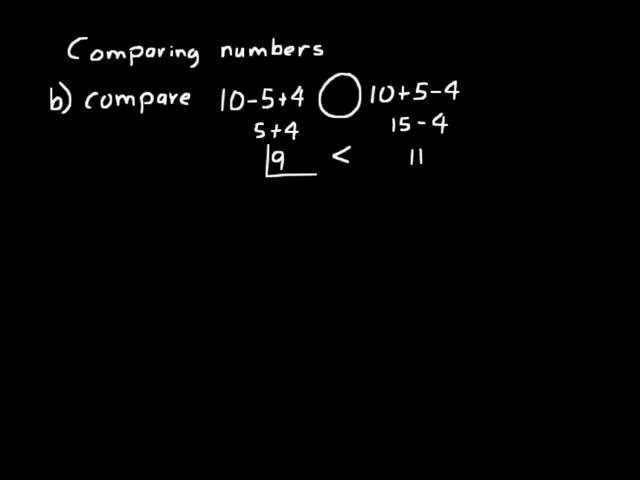 Comparing numbers
b) compare 10-5+4 ◯ 10+5-4
5+4 15-4
9 < 11